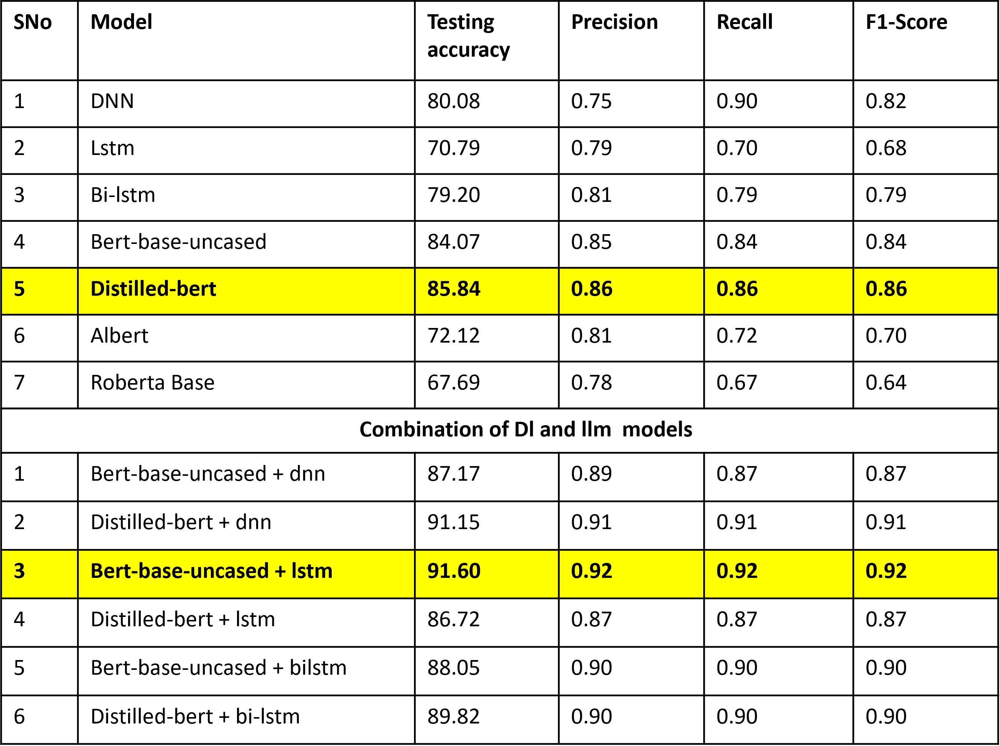 SNo Model Testing accuracy Precision Recall F1-Score
1 DNN 80.08 0.75 0.90 0.82
2 Lstm 70.79 0.79 0.70 0.68
3 Bi-lstm 79.20 0.81 0.79 0.79
4 Bert-base-uncased 84.07 0.85 0.84 0.84
5 Distilled-bert 85.84 0.86 0.86 0.86
6 Albert 72.12 0.81 0.72 0.70
7 Roberta Base 67.69 0.78 0.67 0.64
Combination of Dl and llm  models
1 Bert-base-uncased + dnn 87.17 0.89 0.87 0.87
2 Distilled-bert + dnn 91.15 0.91 0.91 0.91
3 Bert-base-uncased + lstm 91.60 0.92 0.92 0.92
4 Distilled-bert + lstm 86.72 0.87 0.87 0.87
5 Bert-base-uncased + bilstm 88.05 0.90 0.90 0.90
6 Distilled-bert + bi-lstm 89.82 0.90 0.90 0.90